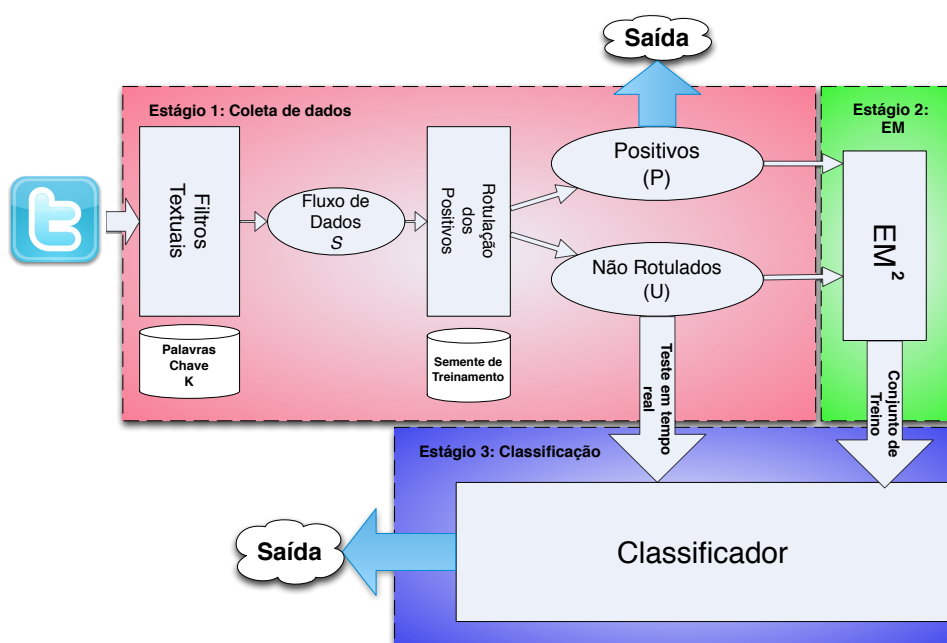 Saída
Estágio 1: Coleta de dados
Estágio 2:
EM
Filtros
Textuais
Fluxo de
Dados
S
Rotulação
dos
Positivos
Positivos
(P)
Não Rotulados
(U)
EM²
Palavras
Chave
K
Semente de
Treinamento
Teste em tempo
real
Conjunto de
Treino
Estágio 3: Classificação
Classificador
Saída